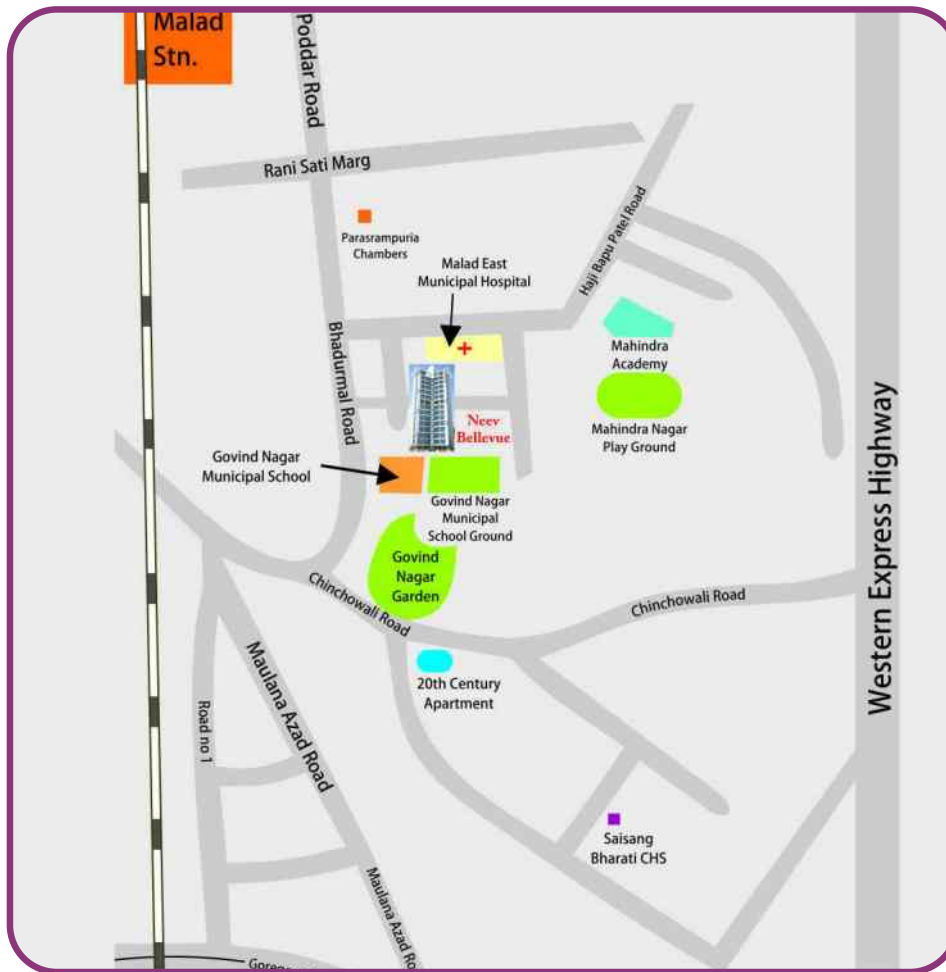 Malad
Stn.
Poddar Road
Rani Sati Marg
Parasrampuria
Chambers
Haji Bapu Patel Road
Malad East
Municipal Hospital
Bhadurmal Road
Mahindra
Academy
Neev
Bellevue
Mahindra Nagar
Play Ground
Western Express Highway
Govind Nagar
Municipal School
Govind Nagar
Municipal
School Ground
Govind
Nagar
Garden
Chinchowali Road
Chinchowali Road
20th Century
Apartment
Maulana Azad Road
Road no 1
Saisang
Bharati CHS
Maulana Azad Ro